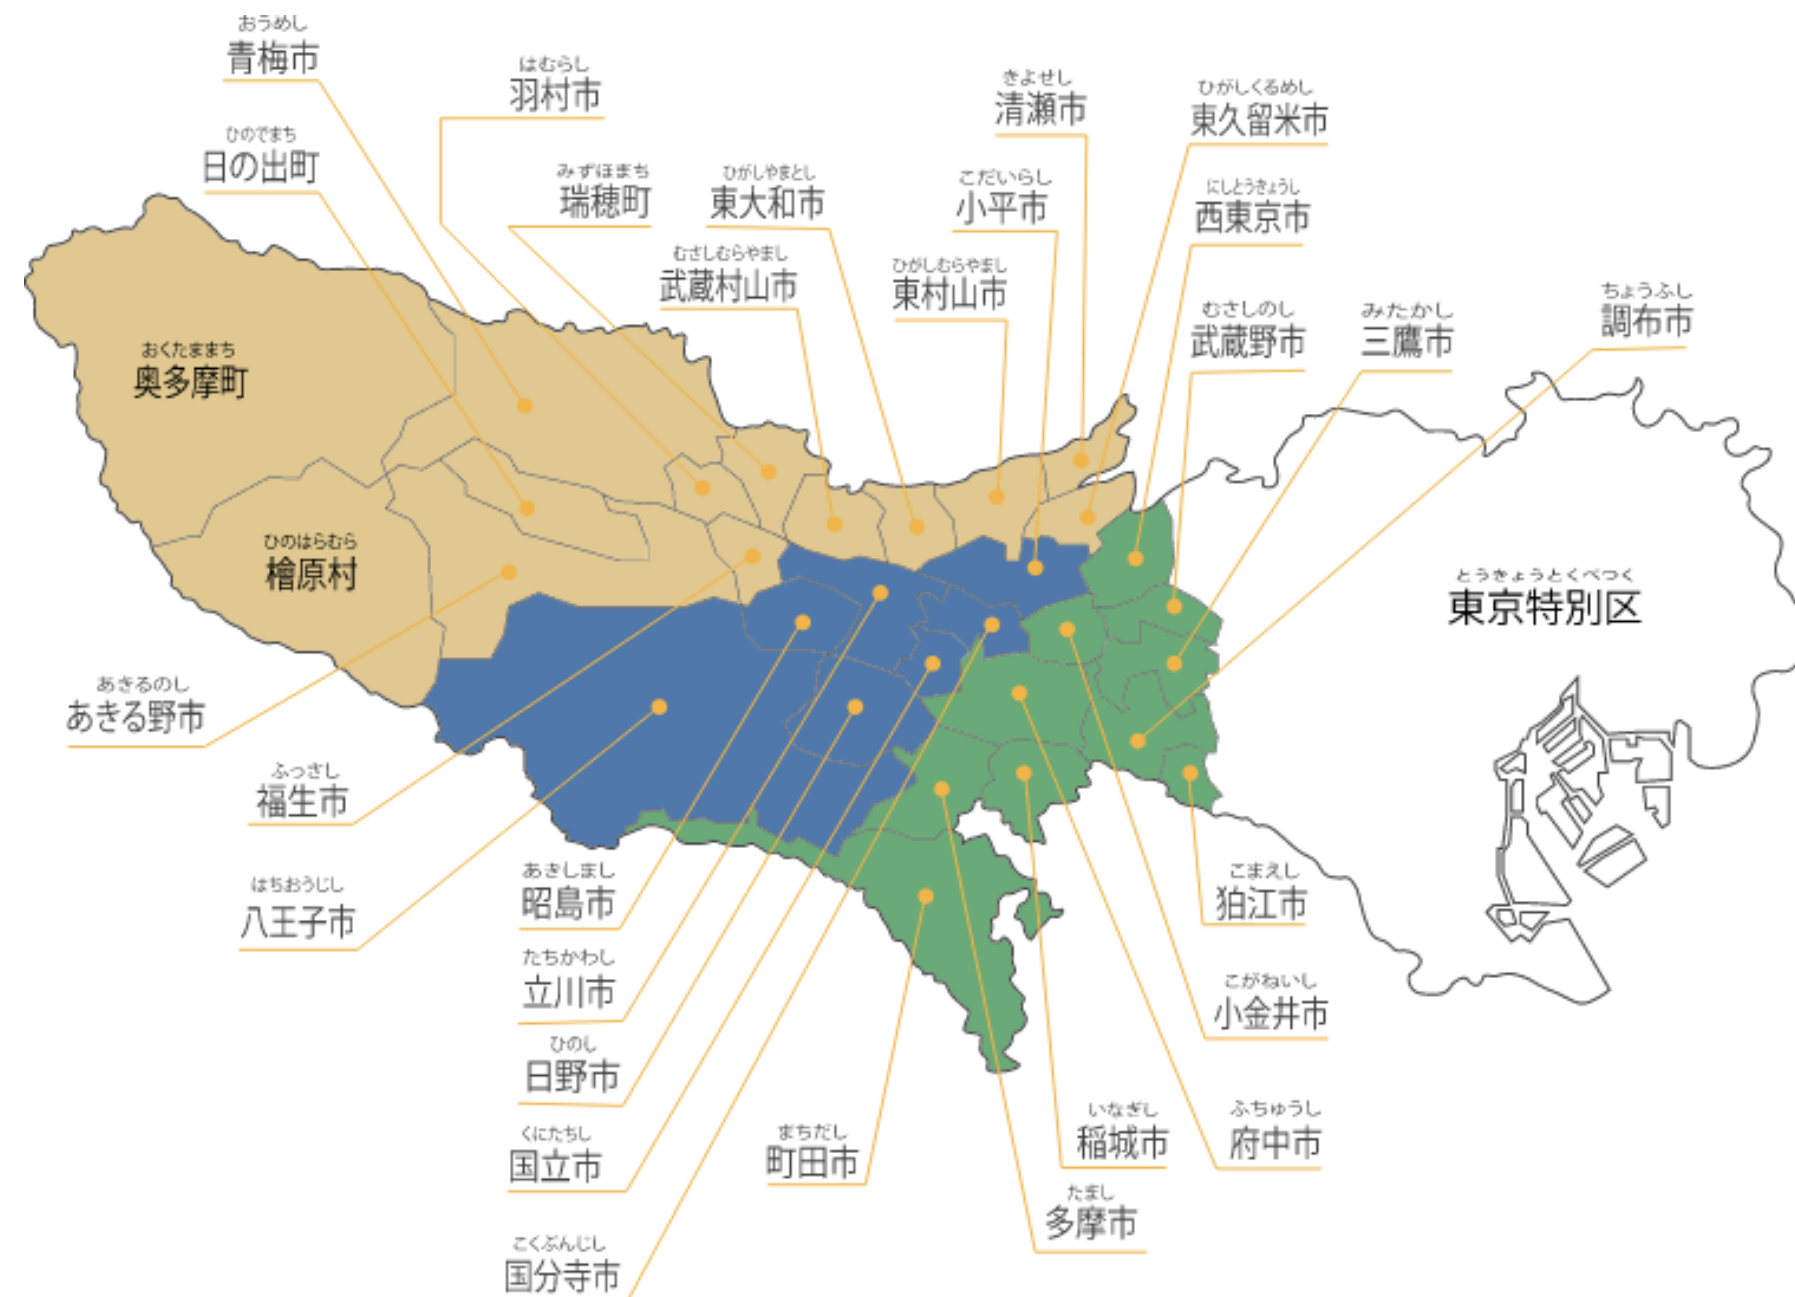 おうめし
青梅市
はむらし
羽村市
きよせし
清瀬市
ひがしくるめし
東久留米市
ひのでまち
日の出町
みずほまち
瑞穂町
ひがしやまとし
東大和市
こだいらし
小平市
にしとうきょうし
西東京市
むさしむらやまし
武蔵村山市
ひがしむらやまし
東村山市
むさしのし
武蔵野市
みたかし
三鷹市
ちょうふし
調布市
おくたままち
奥多摩町
ひのはらむら
檜原村
とうきょうとくべつく
東京特別区
あきるのし
あきる野市
ふっさし
福生市
はちおうじし
八王子市
あきしまし
昭島市
たちかわし
立川市
ひのし
日野市
くにたちし
国立市
こくぶんじし
国分寺市
まちだし
町田市
たまし
多摩市
いなぎし
稲城市
ふちゅうし
府中市
こがねいし
小金井市
こまえし
狛江市